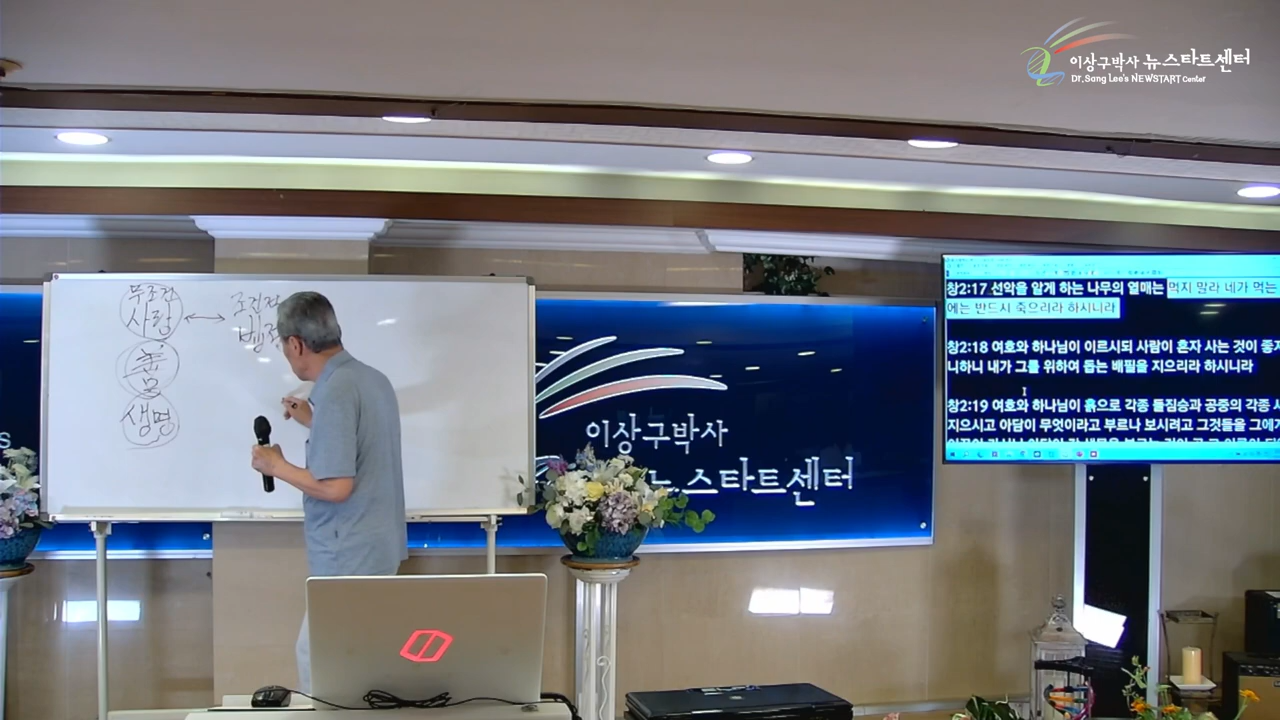 이상구박사 뉴스타트센터
Dr. Sang Lee's NEWSTART Center
무조건
사랑
생명
조건적
이상구박사
뉴스타트센터
창2:17 선악을 알게 하는 나무의 열매는 먹지 말라 네가 먹는
에는 반드시 죽으리라 하시니라
창2:18 여호와 하나님이 이르시되 사람이 혼자 사는 것이 좋지
니하니 내가 그를 위하여 돕는 배필을 지으리라 하시니라
창2:19 여호와 하나님이 흙으로 각종 들짐승과 공중의 각종 새
지으시고 아담이 무엇이라고 부르나 보시려고 그것들을 그에게